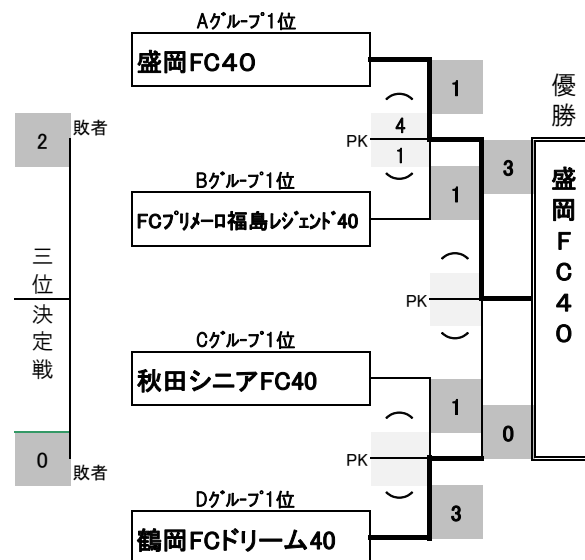 Aグループ1位
盛岡FC40
1
優勝
2
敗者
PK
(
4
1
)
3
盛岡FC40
Bグループ1位
FCプリメーロ福島レジェンド40
1
三位決定戦
PK
(
)
Cグループ1位
秋田シニアFC40
1
0
0
敗者
PK
(
)
Dグループ1位
鶴岡FCドリーム40
3